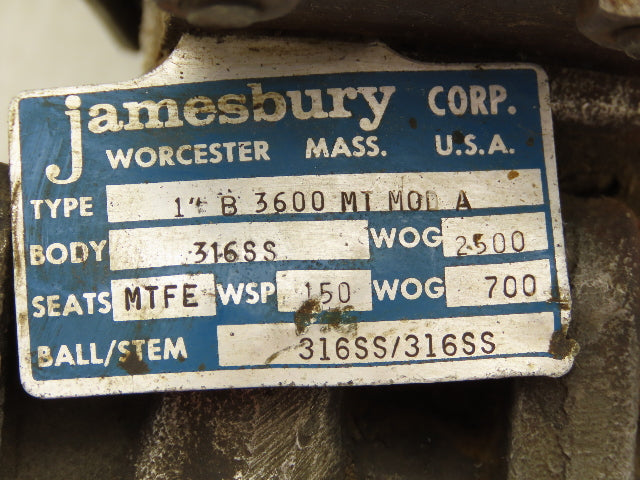 jamesbury CORP.
WORCESTER MASS. U.S.A.
TYPE 1" B 3600 MT MOD A
BODY 316SS WOG 2500
SEATS MTFE WSP 150 WOG 700
BALL/STEM 316SS/316SS